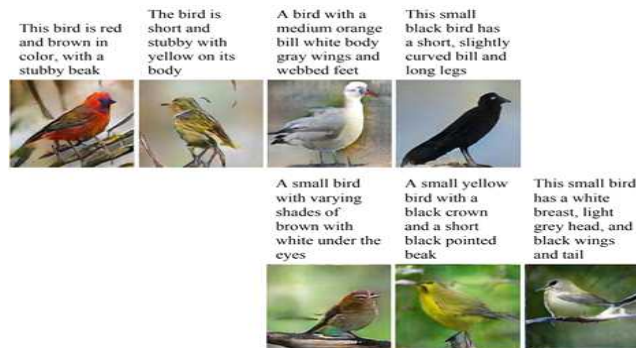 This bird is red
and brown in
color, with a
stubby beak
The bird is
short and
stubby with
yellow on its
body
A bird with a
medium orange
bill white body
gray wings and
webbed feet
This small
black bird has
a short, slightly
curved bill and
long legs
A small bird
with varying
shades of
brown with
white under the
eyes
A small yellow
bird with a
black crown
and a short
black pointed
beak
This small bird
has a white
breast, light
grey head, and
black wings
and tail